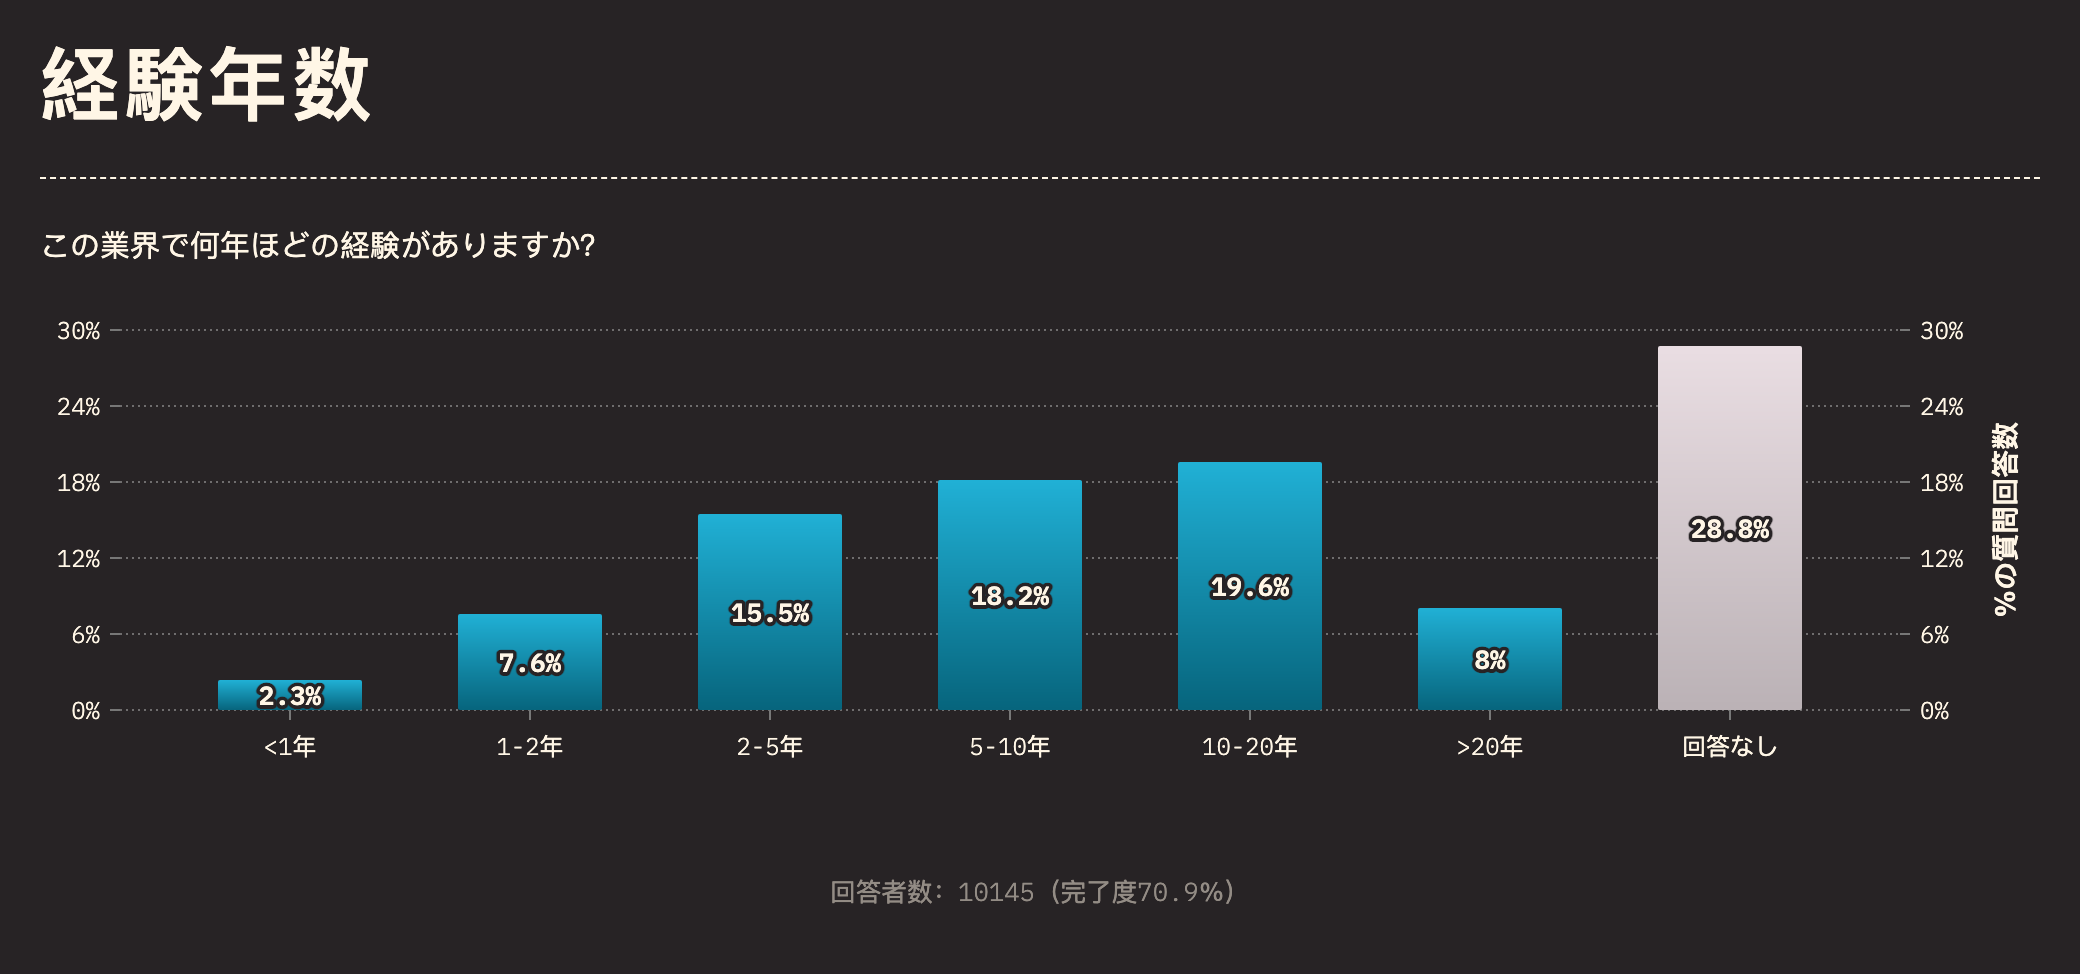 経験年数
この業界で何年ほどの経験がありますか?
30%
24%
18%
12%
6%
0%
30%
24%
18%
12%
6%
0%
%の質問回答数
2.3%
7.6%
15.5%
18.2%
19.6%
8%
28.8%
<1年
1-2年
2-5年
5-10年
10-20年
>20年
回答なし
回答者数: 10145 (完了度70.9%)